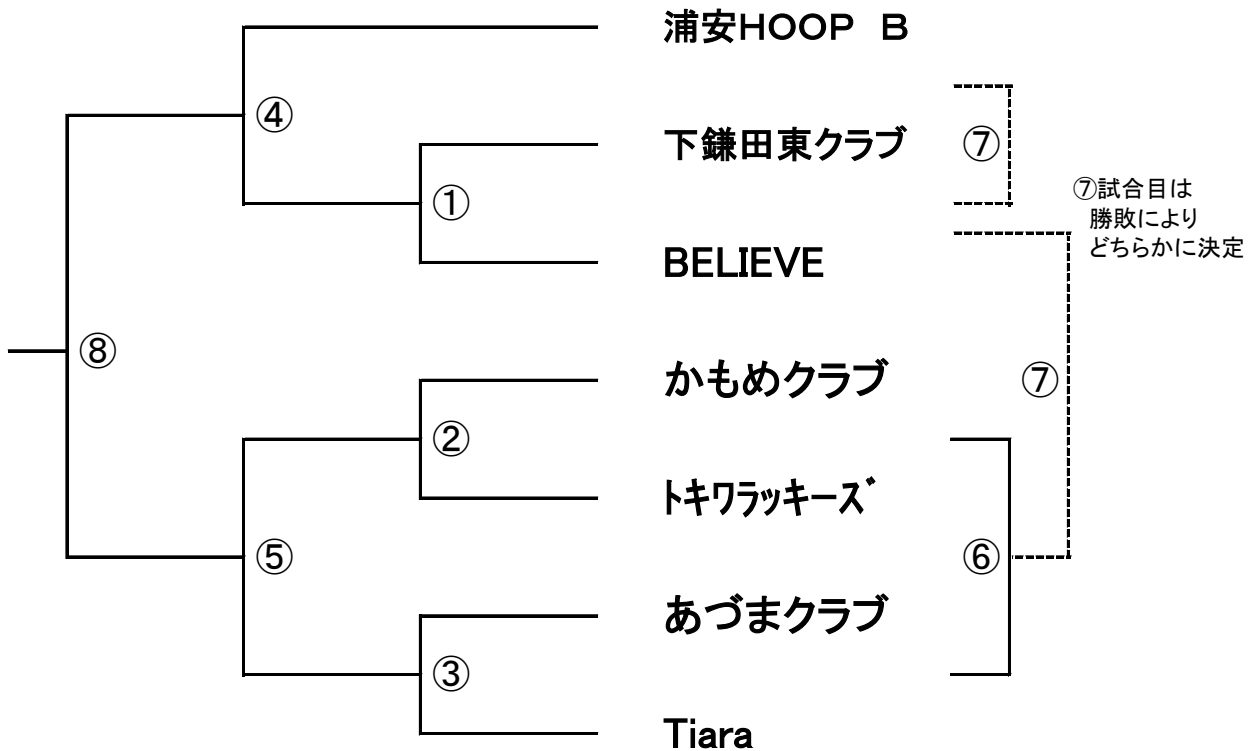 浦安HOOP B
④
下鎌田東クラブ
⑦
①
⑦試合目は
勝敗により
どちらかに決定
BELIEVE
⑧
かもめクラブ
⑦
②
ﾄｷﾜﾗｯｷｰｽﾞ
⑤
⑥
あづまクラブ
③
Tiara